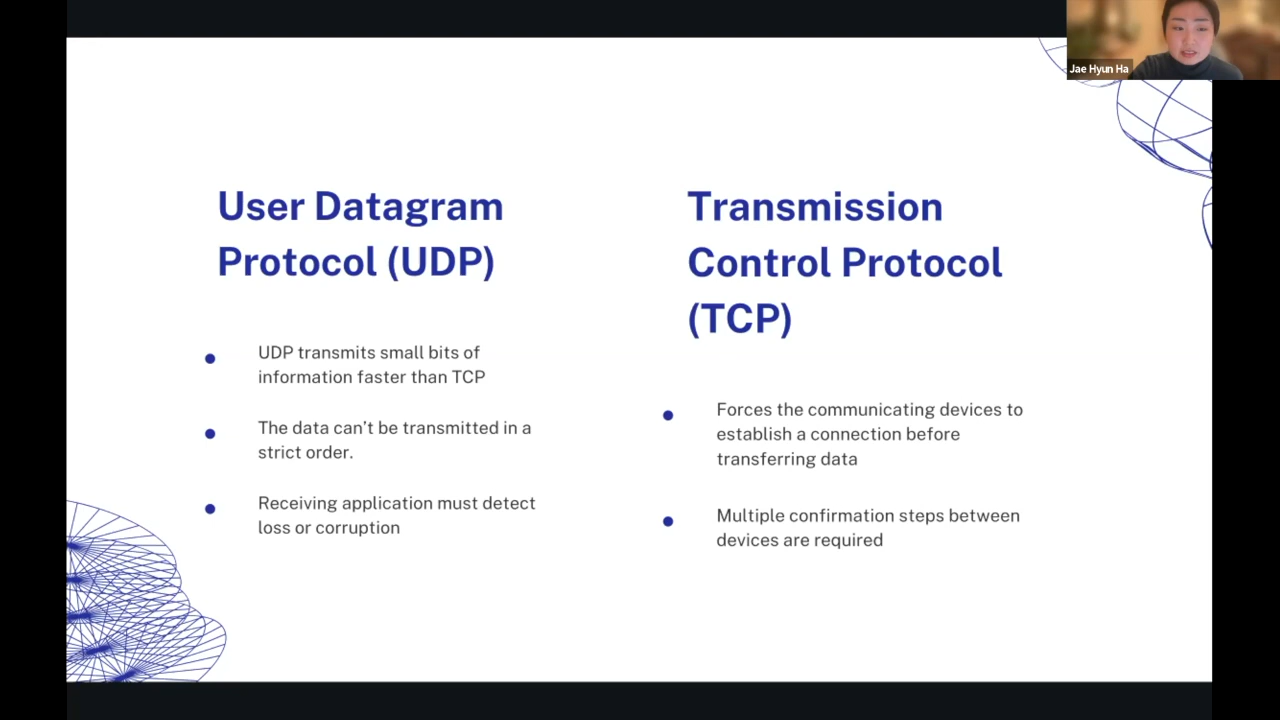 Jae Hyun Ha
User Datagram
Protocol (UDP)
UDP transmits small bits of
information faster than TCP
The data can’t be transmitted in a
strict order.
Receiving application must detect
loss or corruption
Transmission
Control Protocol
(TCP)
Forces the communicating devices to
establish a connection before
transferring data
Multiple confirmation steps between
devices are required